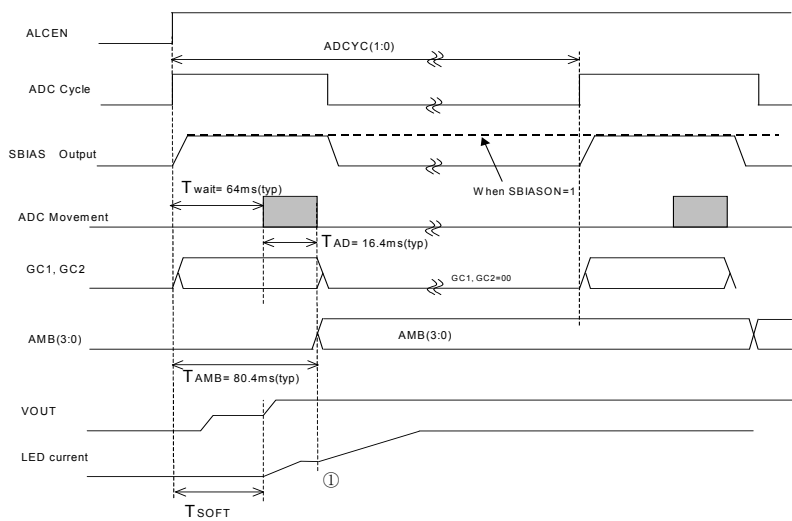 ALCEN
ADCYC(1:0)
ADC Cycle
SBIAS Output
When SBIASON=1
Twait= 64ms(typ)
ADC Movement
TAD= 16.4ms(typ)
GC1, GC2
GC1, GC2=00
AMB(3:0)
AMB(3:0)
TAMB= 80.4ms(typ)
VOUT
LED current
①
TSOFT